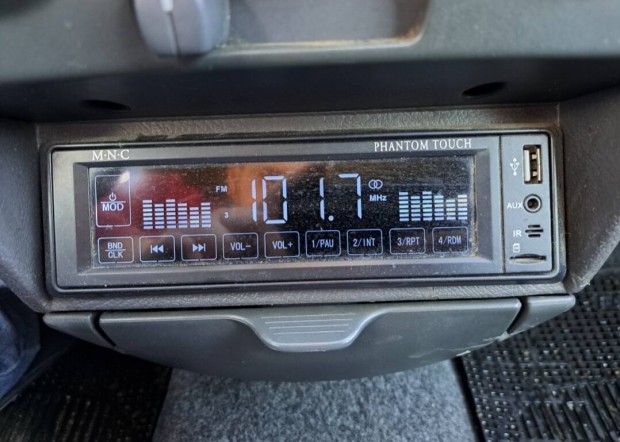 M·N·C
PHANTOM TOUCH
MOD
FM
3
101.7
MHz
AUX
IR
BND
CLK
VOL−
VOL+
1/PAU
2/INT
3/RPT
4/RDM